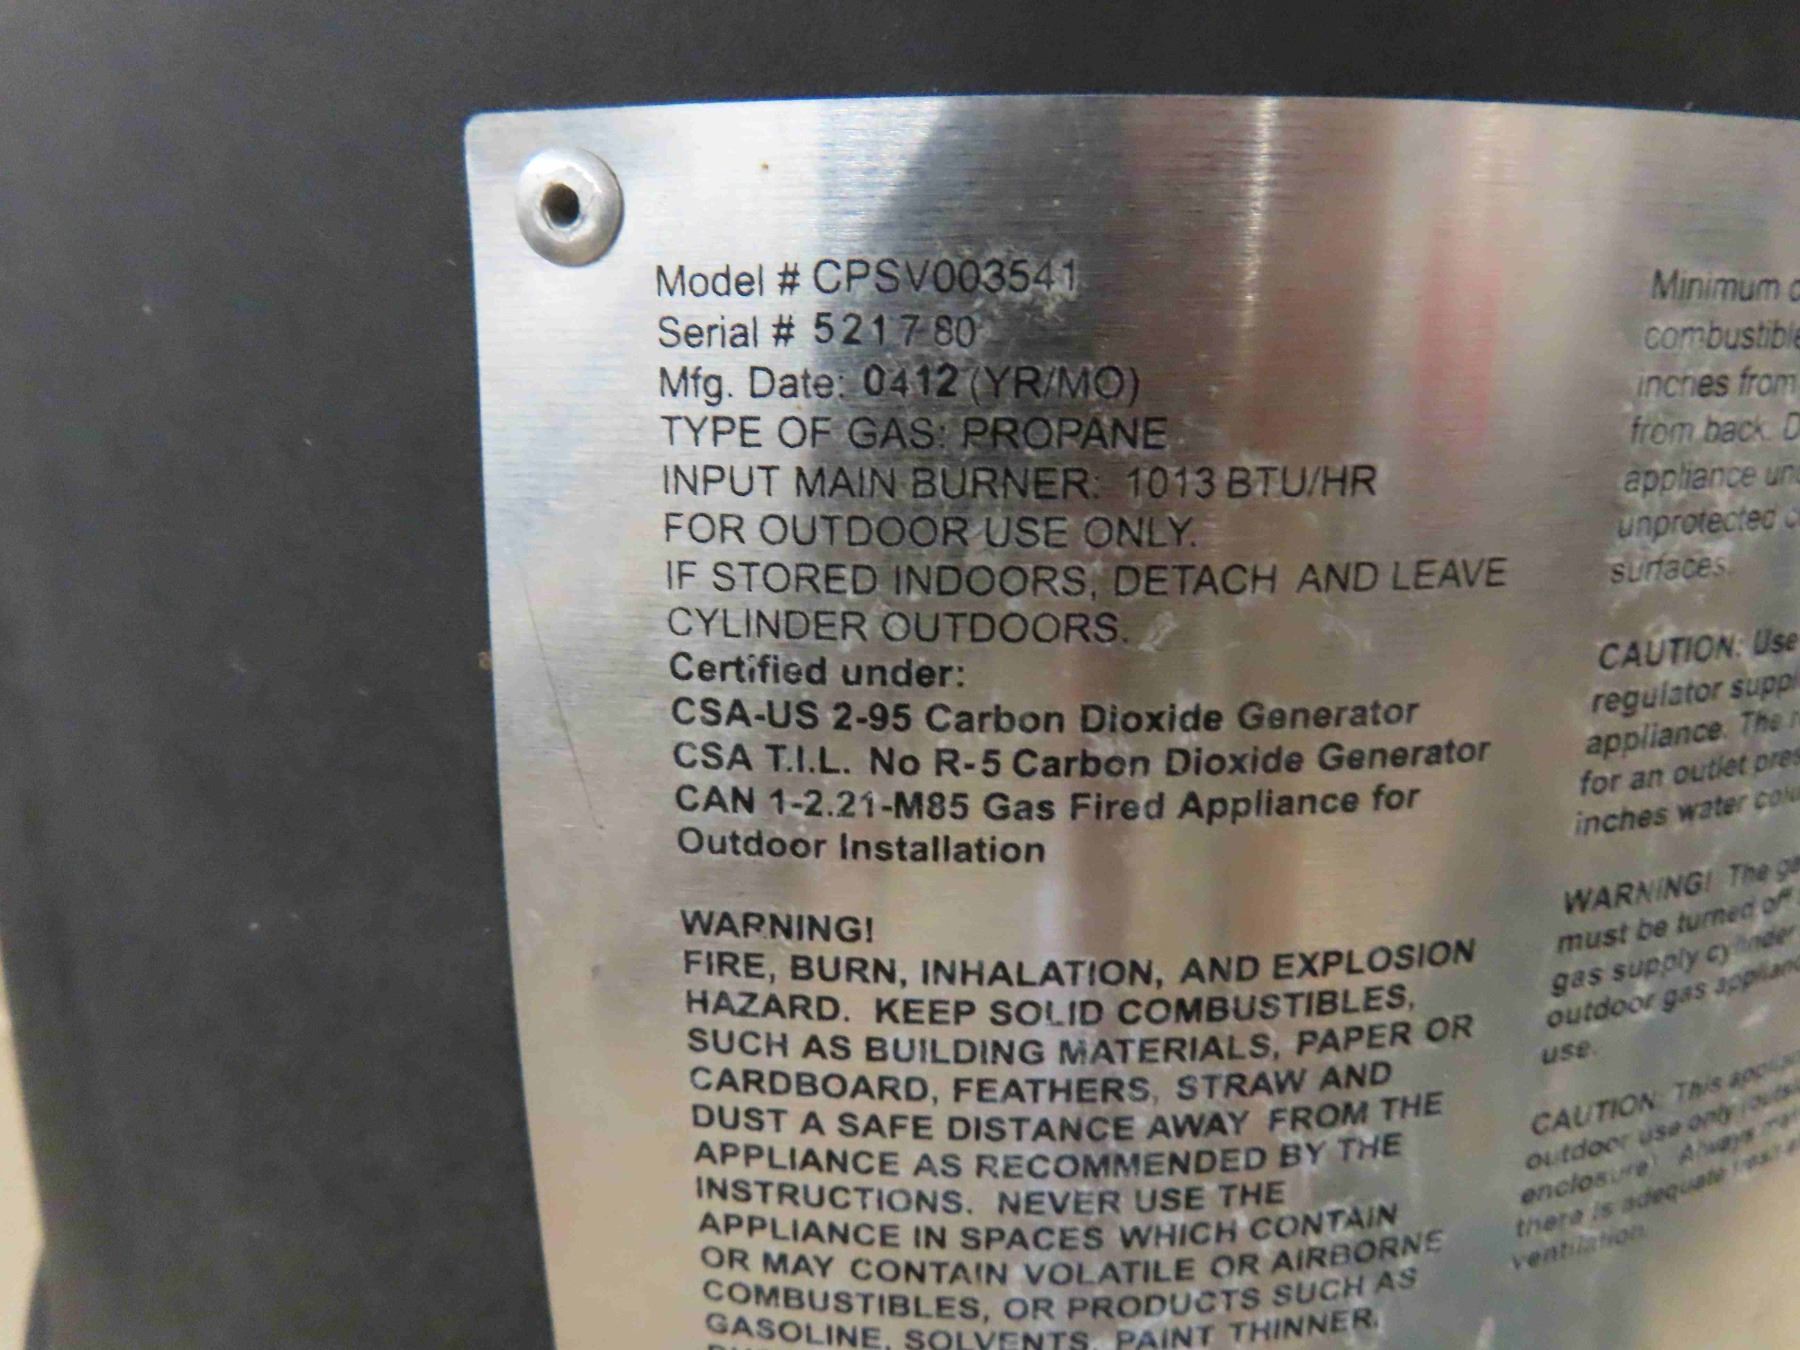 Model # CPSV003541
Serial # 521780
Mfg. Date: 0412 (YR/MO)
TYPE OF GAS: PROPANE
INPUT MAIN BURNER: 1013 BTU/HR
FOR OUTDOOR USE ONLY.
IF STORED INDOORS, DETACH AND LEAVE
CYLINDER OUTDOORS.
Certified under:
CSA-US 2-95 Carbon Dioxide Generator
CSA T.I.L. No R-5 Carbon Dioxide Generator
CAN 1-2.21-M85 Gas Fired Appliance for
Outdoor Installation
WARNING!
FIRE, BURN, INHALATION, AND EXPLOSION
HAZARD. KEEP SOLID COMBUSTIBLES,
SUCH AS BUILDING MATERIALS, PAPER OR
CARDBOARD, FEATHERS, STRAW AND
DUST A SAFE DISTANCE AWAY FROM THE
APPLIANCE AS RECOMMENDED BY THE
INSTRUCTIONS. NEVER USE THE
APPLIANCE IN SPACES WHICH CONTAIN
OR MAY CONTAIN VOLATILE OR AIRBORNE
COMBUSTIBLES, OR PRODUCTS SUCH AS
GASOLINE, SOLVENTS, PAINT THINNER,
Minimum
inches from
from back.
appliance
unprotected
surfaces.
CAUTION: Use
regulator
appliance. The
for an outlet
inches water
WARNING! The
must be turned off
gas supply cylinder
outdoor gas
use.
CAUTION: This
outdoor use only
enclosure). Always
there is adequate
ventilation.